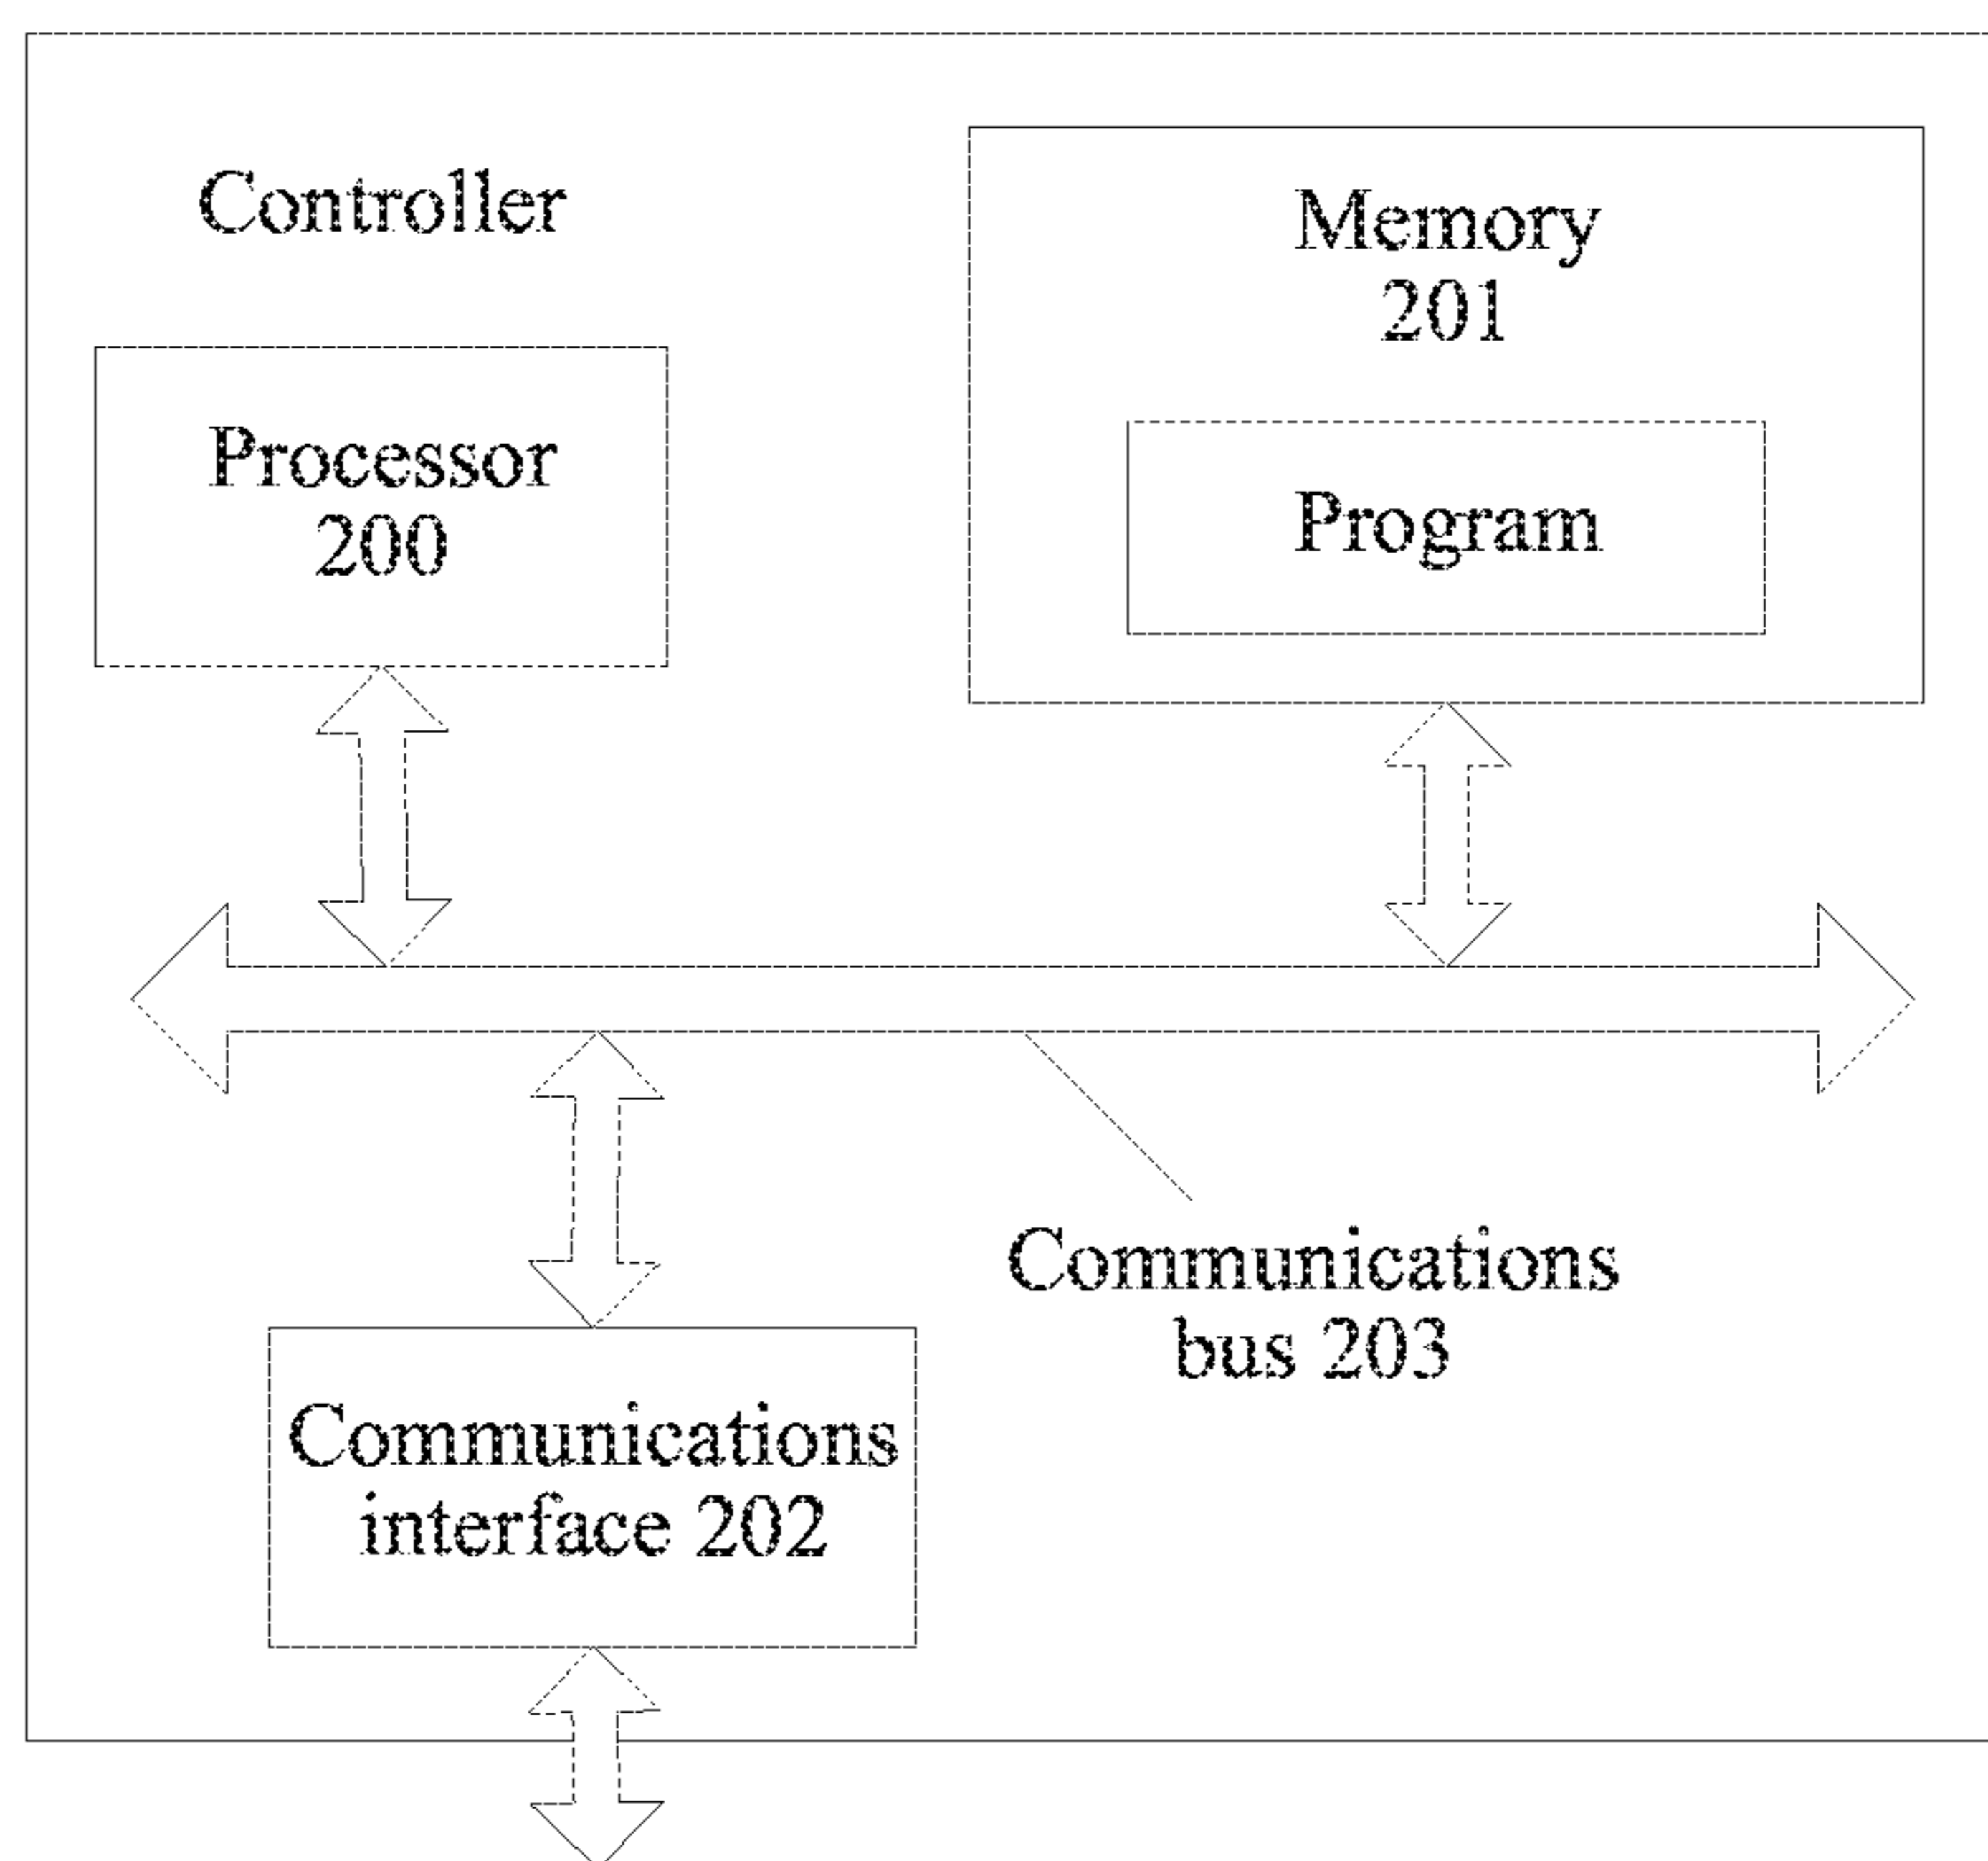 Controller
Memory
201
Processor
200
Program
Communications
bus 203
Communications
interface 202